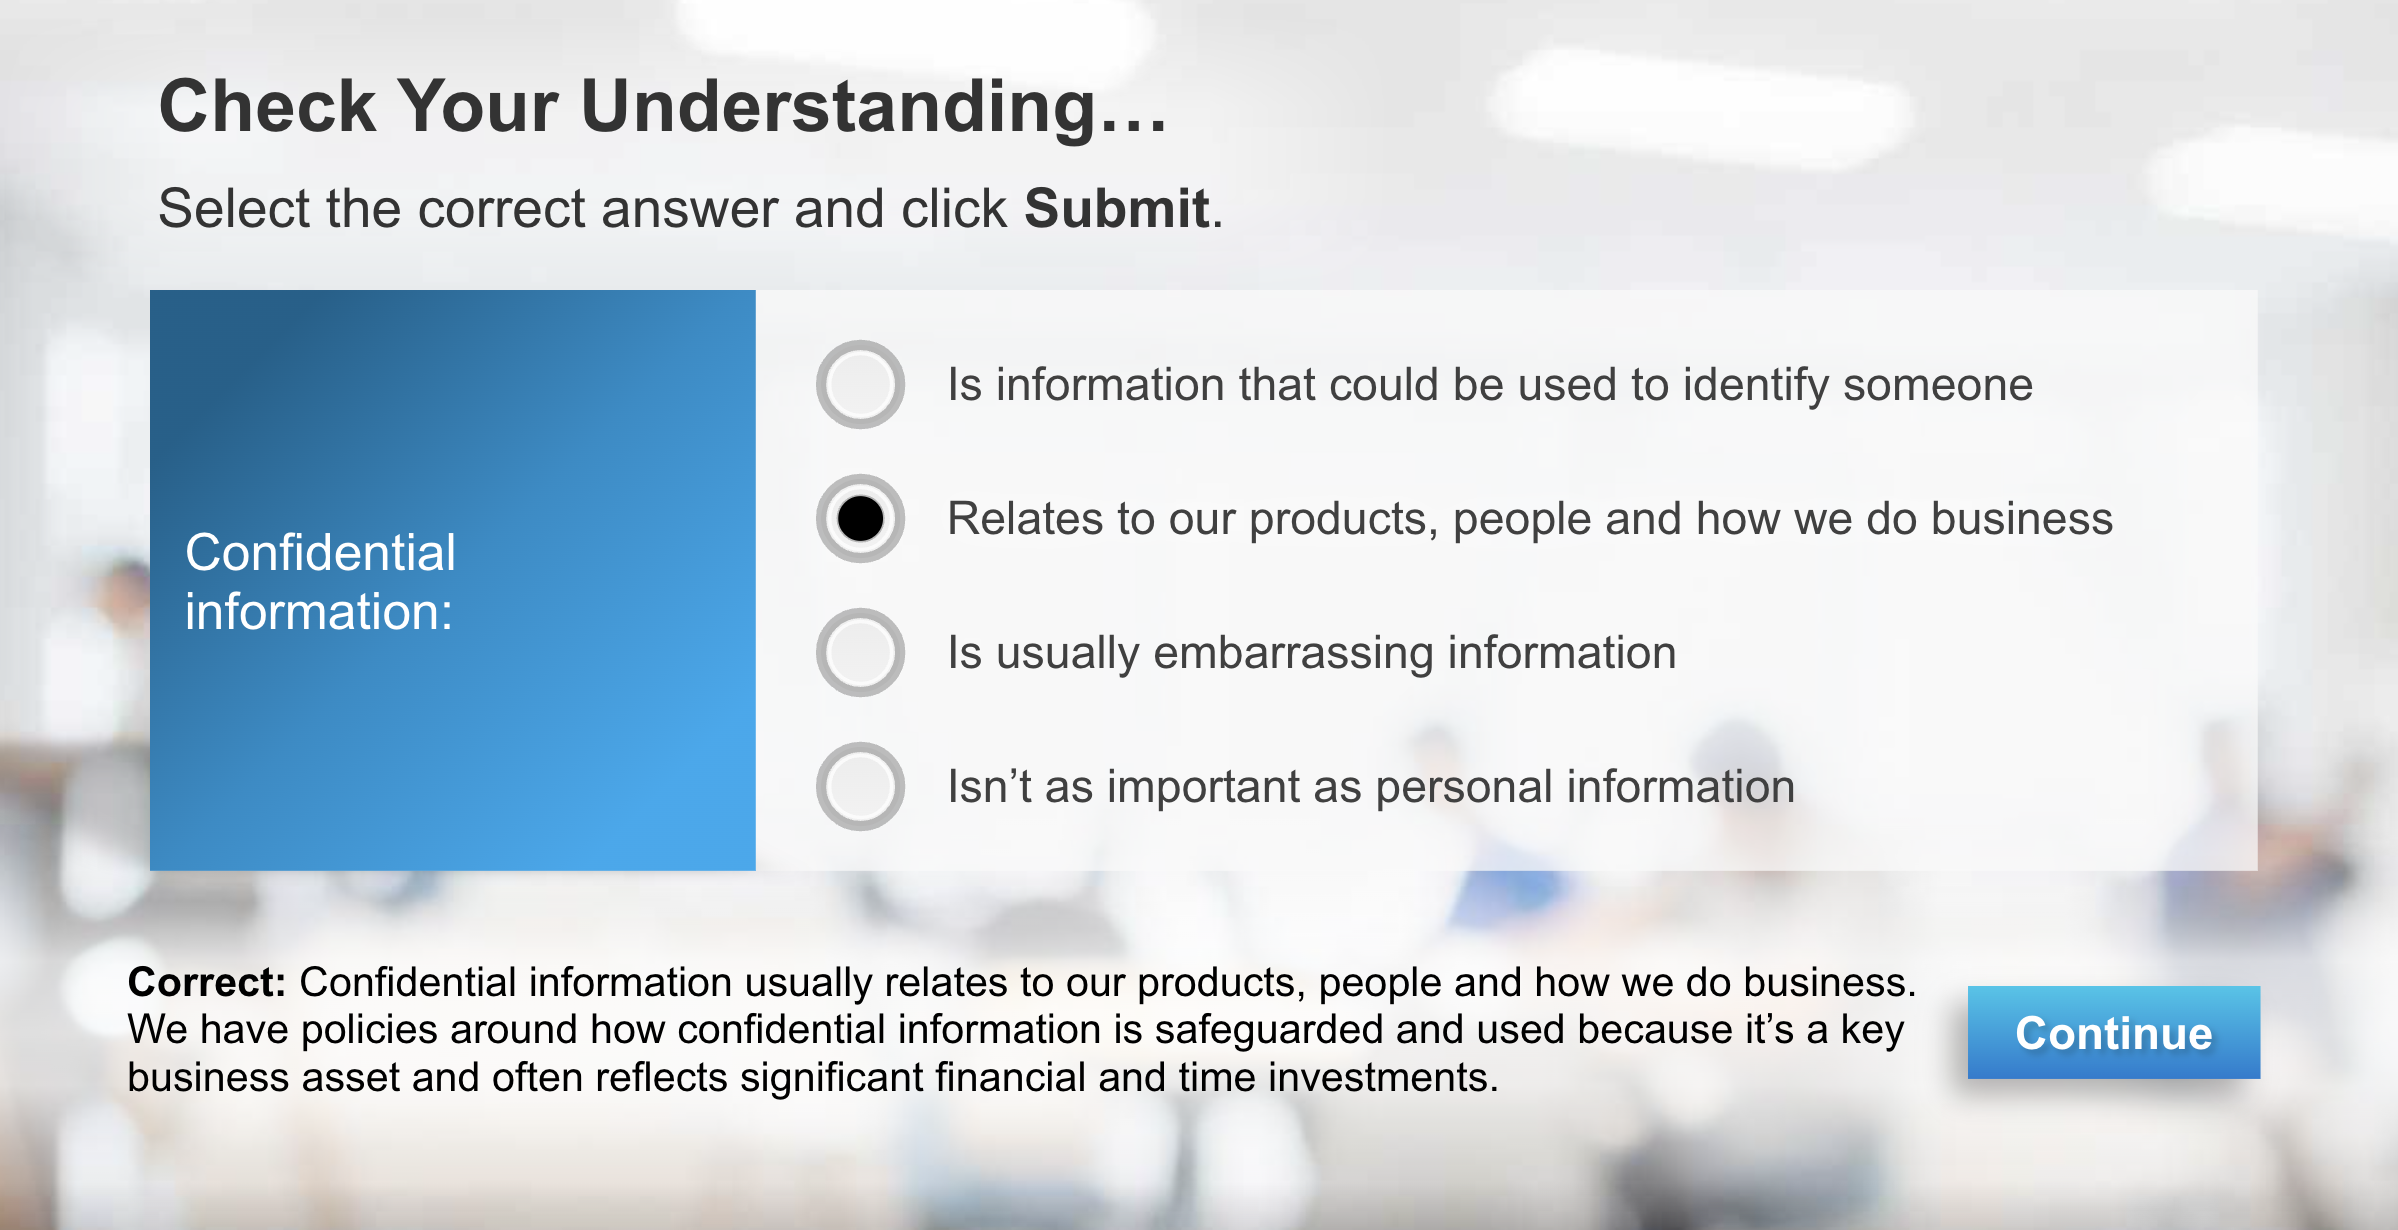 Check Your Understanding…
Select the correct answer and click Submit.
Confidential
information:
Is information that could be used to identify someone
Relates to our products, people and how we do business
Is usually embarrassing information
Isn’t as important as personal information
Correct: Confidential information usually relates to our products, people and how we do business.
We have policies around how confidential information is safeguarded and used because it’s a key
business asset and often reflects significant financial and time investments.
Continue